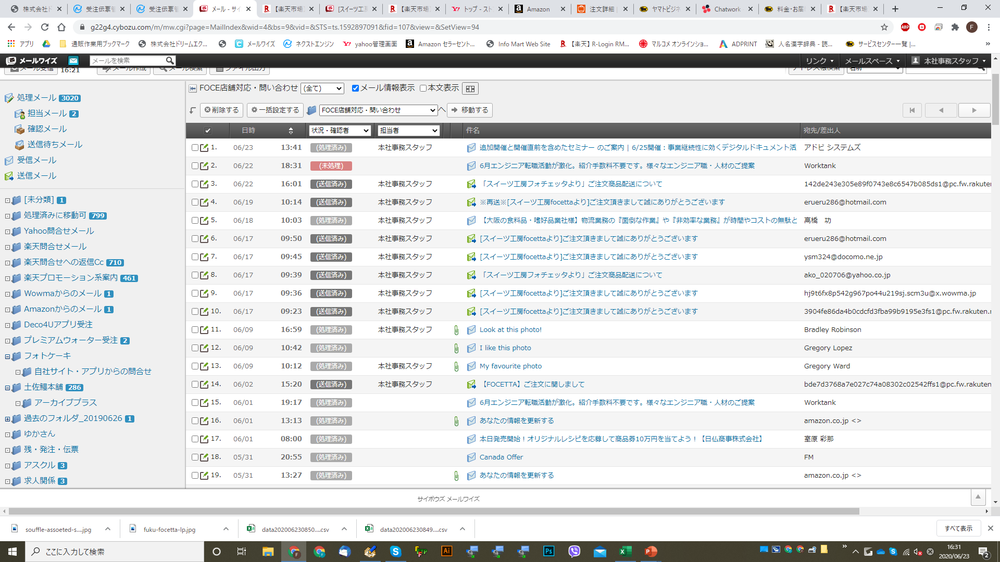 株式会社ド
受注伝票管
受注伝票管
メール - サイ
【楽天市場】
[スイーツ工
【楽天市場】
トップ - スト
Amazon
注文詳細
ヤマトビジネ
Chatwork
料金・お届
【楽天市場
g22g4.cybozu.com/m/mw.cgi?page=MailIndex&wid=4&bs=9&vid=&STS=ts.1592897091&fid=107&view=&SetView=94
アプリ
通販作業用ブックマーク
株式会社ドリームエク...
メールワイズ
ネクストエンジン
yahoo管理画面
Amazon セラーセント...
Info Mart Web Site
【楽天】R-Login RM...
マルコメ オンラインショ...
ADPRINT
人名漢字辞典 - 読...
サービスセンター一覧 |...
メールワイズ
メールを検索
リンク
メールスペース
本社事務スタッフ
メール受信 16:21
メール作成
メール検索
ファイル出力
アドレス帳検索
名前
処理メール 3020
担当メール 2
確認メール
送信待ちメール
受信メール
送信メール
[未分類] 1
処理済みに移動可 799
Yahoo問合せメール
楽天問合せメール
楽天問合せへの返信Cc 710
楽天プロモーション系案内 461
Wowmaからのメール 1
Amazonからのメール 1
Deco4Uアプリ受注
プレミアムウォーター受注 2
フォトケーキ
自社サイト・アプリからの問合せ
土佐鰻本舗 286
アーカイブプラス
過去のフォルダ_20190626 1
ゆかさん
残・発注・伝票
アスクル 3
求人関係 3
FOCE店舗対応・問い合わせ (全て) メール情報表示 本文表示
削除する 一括設定する FOCE店舗対応・問い合わせ へ 移動する
日時 状況・確認者 担当者 件名 宛先/差出人
1. 06/23 13:41 (処理済み) 本社事務スタッフ 追加開催と開催直前を含めたセミナー のご案内 | 6/25開催：事業継続性に効くデジタルドキュメント活 アドビ システムズ
2. 06/22 18:31 (未処理) 6月エンジニア転職活動が激化。紹介手数料不要です。様々なエンジニア職・人材のご提案 Worktank
3. 06/22 16:01 (送信済み) 本社事務スタッフ 「スイーツ工房フォチェッタより」ご注文商品配送について 142de243e305e89f0743e8c6547b085ds1@pc.fw.rakuten
4. 06/19 10:14 (送信済み) 本社事務スタッフ ※再送※[スイーツ工房focettaより]ご注文頂きまして誠にありがとうございます erueru286@hotmail.com
5. 06/18 10:03 (処理済み) 本社事務スタッフ 【大阪の食料品・嗜好品業社様】物流業務の『面倒な作業』や『非効率な業務』が時間やコストの無駄と 高橋　功
6. 06/17 09:50 (送信済み) 本社事務スタッフ [スイーツ工房focettaより]ご注文頂きまして誠にありがとうございます erueru286@hotmail.com
7. 06/17 09:45 (送信済み) 本社事務スタッフ [スイーツ工房focettaより]ご注文頂きまして誠にありがとうございます ysm324@docomo.ne.jp
8. 06/17 09:39 (送信済み) 本社事務スタッフ 「スイーツ工房フォチェッタより」ご注文商品配送について ako_020706@yahoo.co.jp
9. 06/17 09:36 (送信済み) 本社事務スタッフ [スイーツ工房focettaより]ご注文頂きまして誠にありがとうございます hj9t6fx8p542g967po44u219sj.scm3u@x.wowma.jp
10. 06/17 09:23 (送信済み) 本社事務スタッフ [スイーツ工房focettaより]ご注文頂きまして誠にありがとうございます 3904fe86da4b0cdcfd3fba99b9195e3fs1@pc.fw.rakuten.
11. 06/09 16:59 (処理済み) 本社事務スタッフ Look at this photo! Bradley Robinson
12. 06/09 10:42 (処理済み) I like this photo Gregory Lopez
13. 06/09 10:12 (処理済み) 本社事務スタッフ My favourite photo Gregory Ward
14. 06/02 15:20 (送信済み) 本社事務スタッフ 【FOCETTA】ご注文に関しまして bde7d3768a7e027c74a08302c02542ffs1@pc.fw.rakuten
15. 06/01 19:17 (処理済み) 6月エンジニア転職活動が激化。紹介手数料不要です。様々なエンジニア職・人材のご提案 Worktank
16. 06/01 13:13 (処理済み) あなたの情報を更新する amazon.co.jp <>
17. 06/01 08:00 (処理済み) 本日発売開始！オリジナルレシピを応募して商品券10万円を当てよう！【日仏商事株式会社】 室原 彩那
18. 05/31 20:55 (処理済み) Canada Offer FM
19. 05/31 13:27 (処理済み) あなたの情報を更新する amazon.co.jp <>
サイボウズ メールワイズ
souffle-assoeted-s....jpg
fuku-focetta-lp.jpg
data202006230850....csv
data202006230849....csv
すべて表示
ここに入力して検索
16:31
2020/06/23
2